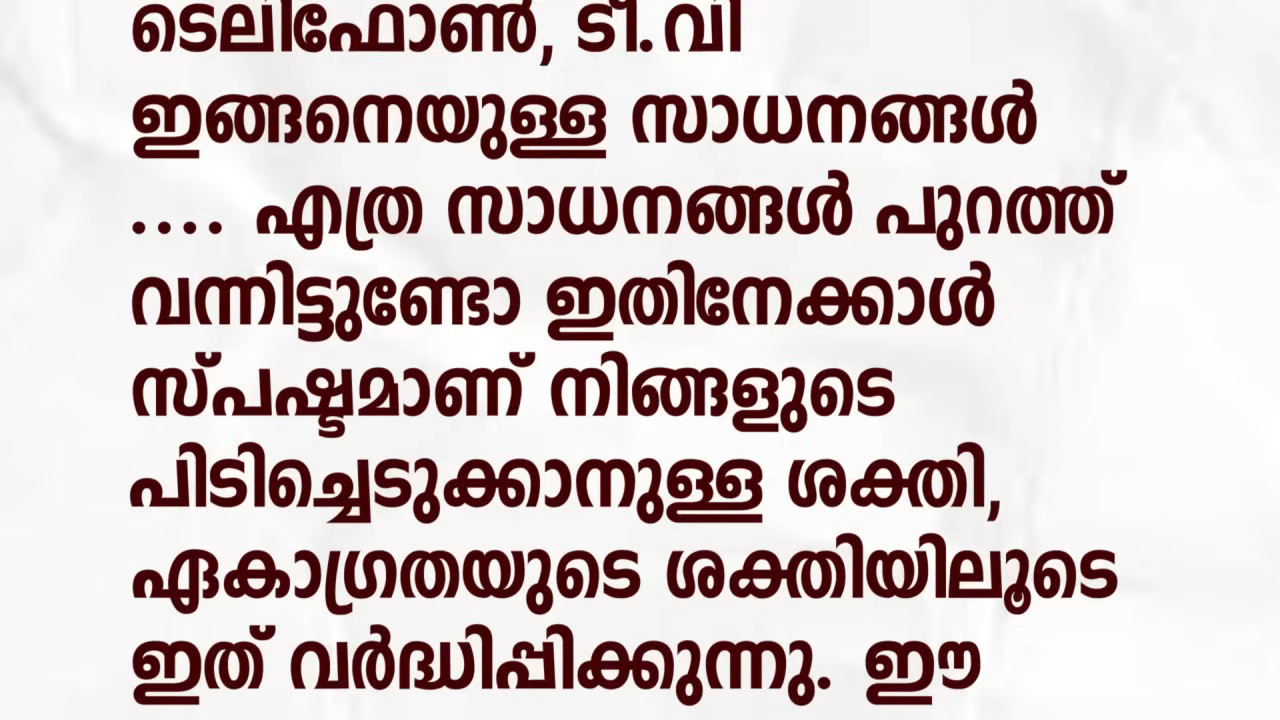 ടെലിഫോൺ, ടീ.വി
ഇങ്ങനെയുള്ള സാധനങ്ങൾ
.... എത്ര സാധനങ്ങൾ പുറത്ത്
വന്നിട്ടുണ്ടോ ഇതിനേക്കാൾ
സ്പഷ്ടമാണ് നിങ്ങളുടെ
പിടിച്ചെടുക്കാനുള്ള ശക്തി,
ഏകാഗ്രതയുടെ ശക്തിയിലൂടെ
ഇത് വർദ്ധിപ്പിക്കുന്നു. ഈ